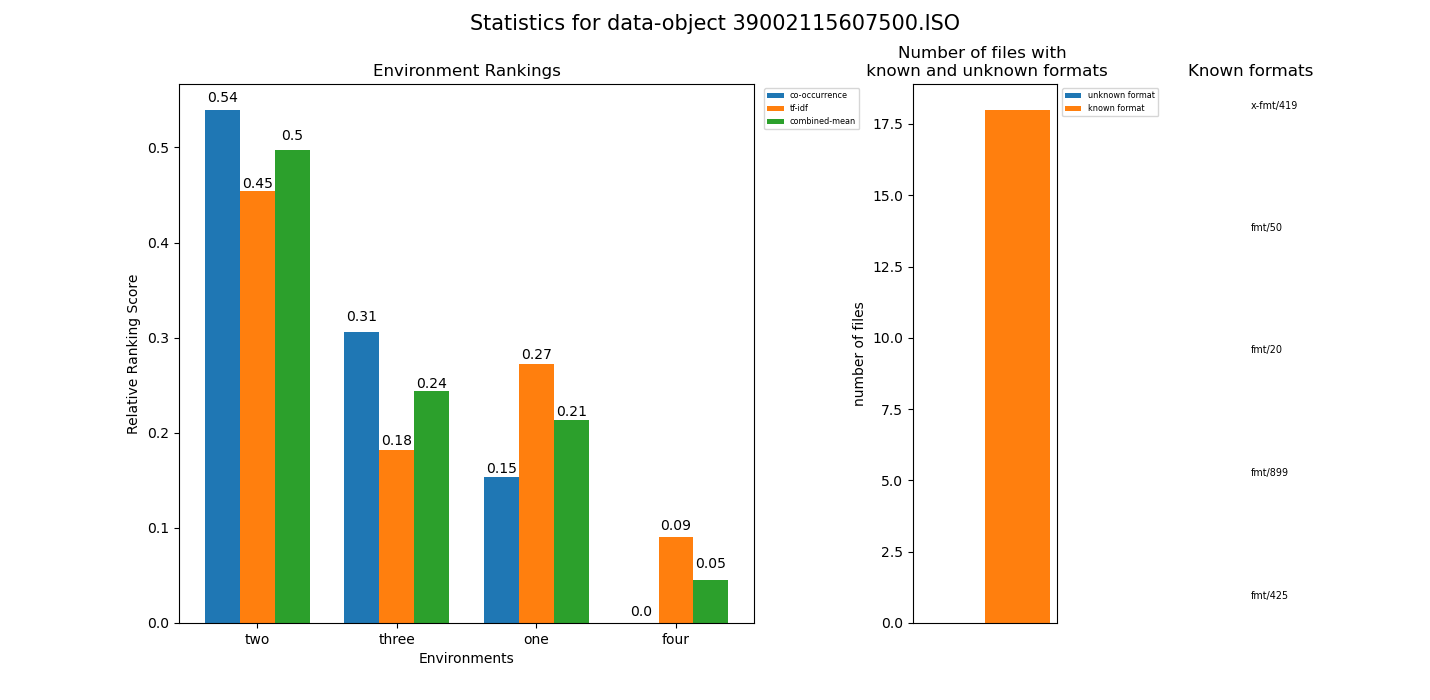 Statistics for data-object 39002115607500.ISO
Environment Rankings
Relative Ranking Score
0.5
0.4
0.3
0.2
0.1
0.0
0.54
0.45
0.5
0.31
0.18
0.24
0.15
0.27
0.21
0.0
0.09
0.05
two three one four
Environments
co-occurrence
tf-idf
combined-mean
Number of files with
known and unknown formats
number of files
17.5
15.0
12.5
10.0
7.5
5.0
2.5
0.0
unknown format
known format
Known formats
x-fmt/419
fmt/50
fmt/20
fmt/899
fmt/425